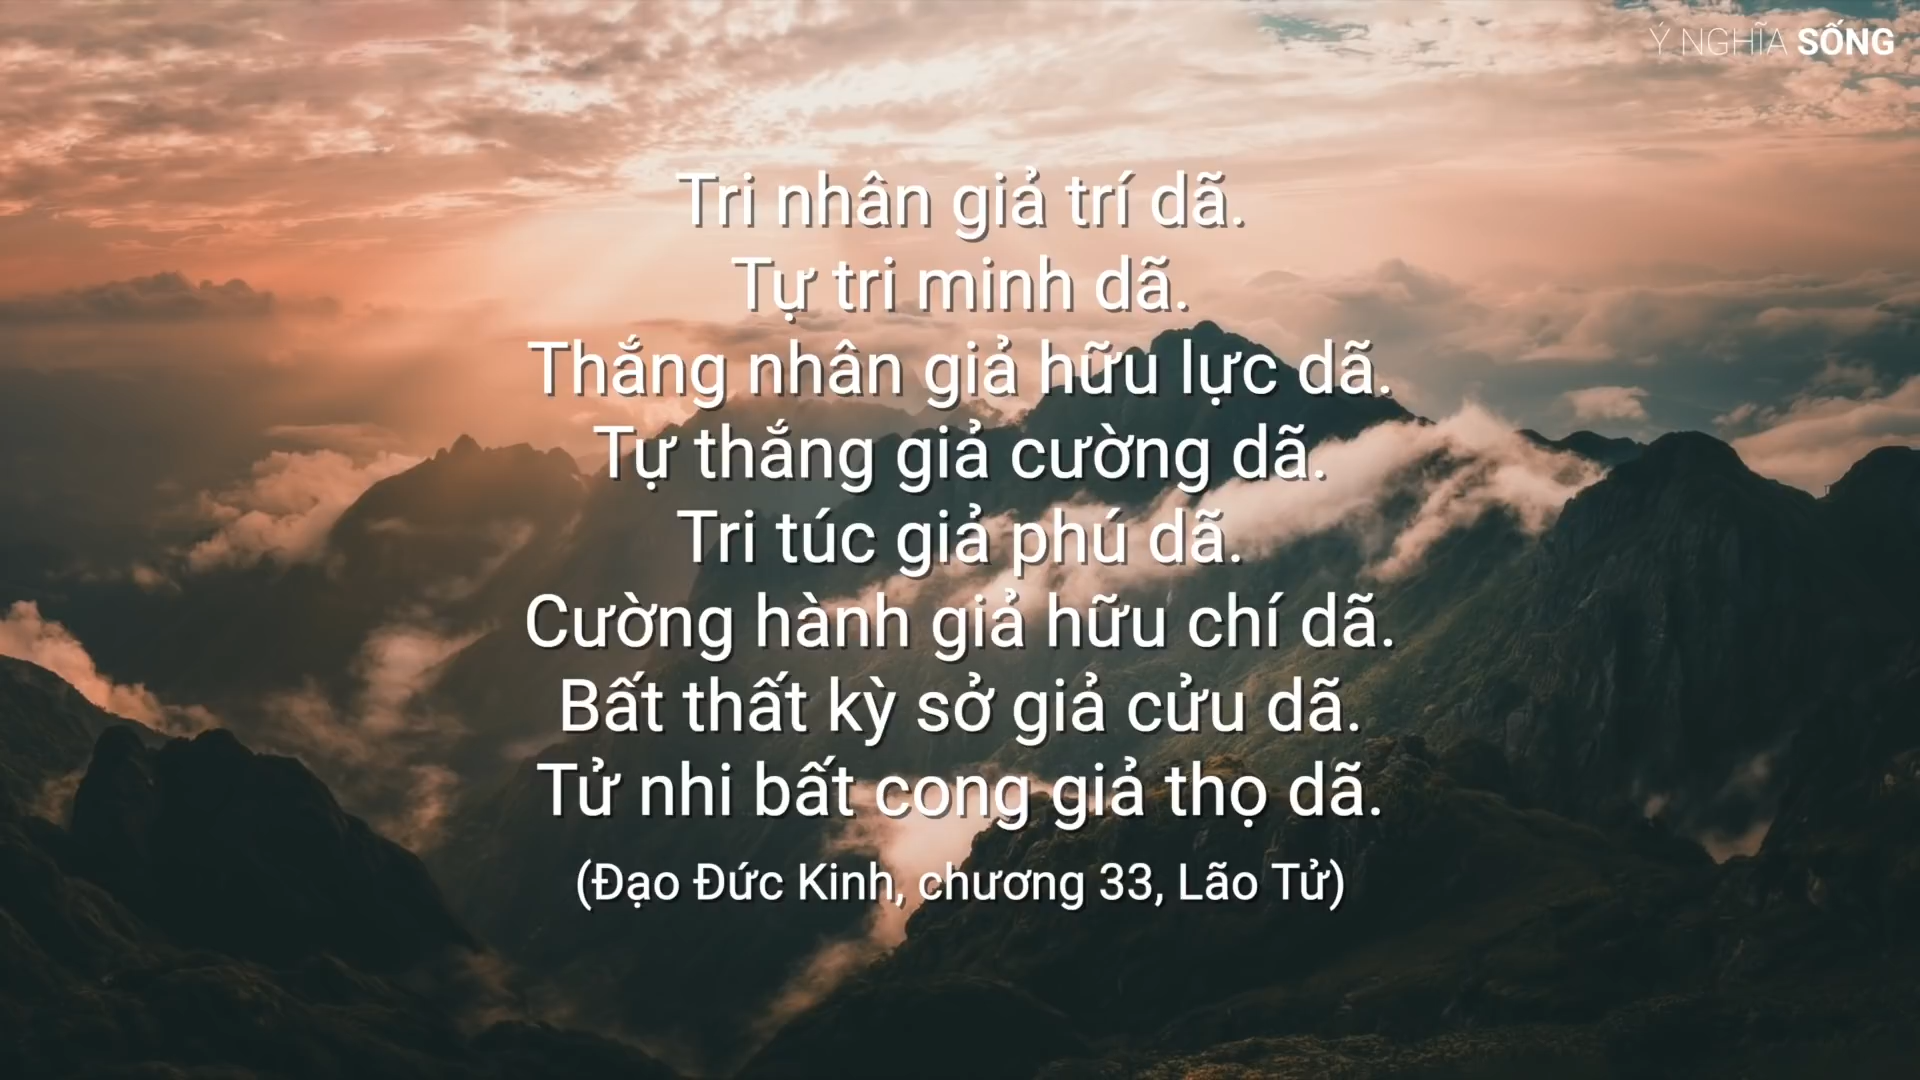 Ý NGHĨA SỐNG
Tri nhân giả trí dã.
Tự tri minh dã.
Thắng nhân giả hữu lực dã.
Tự thắng giả cường dã.
Tri túc giả phú dã.
Cường hành giả hữu chí dã.
Bất thất kỳ sở giả cửu dã.
Tử nhi bất cong giả thọ dã.
(Đạo Đức Kinh, chương 33, Lão Tử)